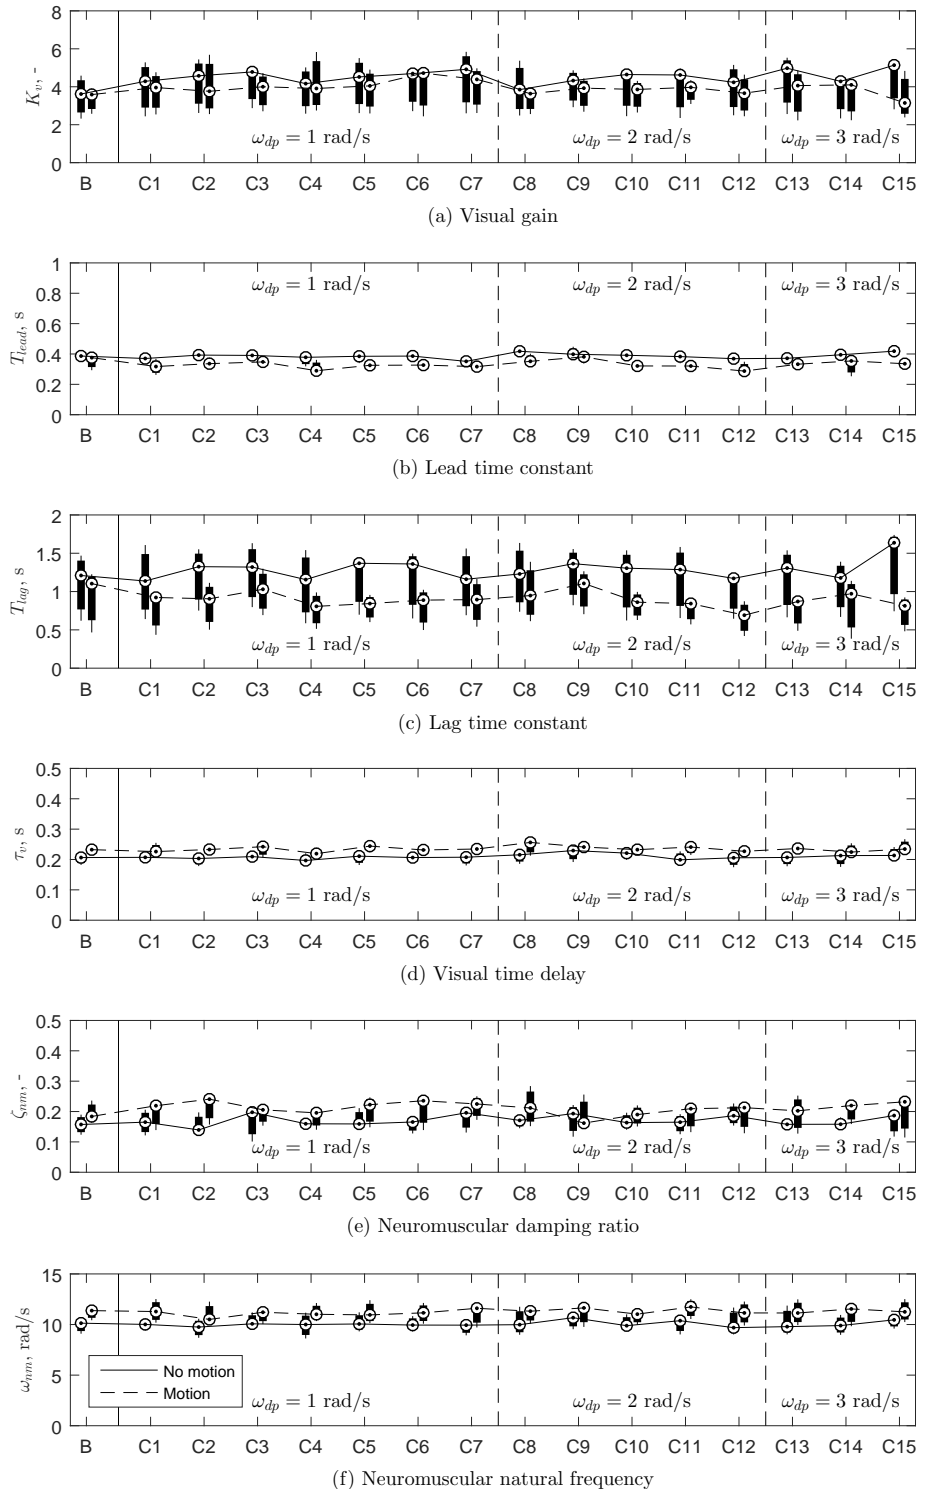 8
6
4
2
0
K_v, -
ω_dp = 1 rad/s
ω_dp = 2 rad/s
ω_dp = 3 rad/s
B C1 C2 C3 C4 C5 C6 C7 C8 C9 C10 C11 C12 C13 C14 C15
(a) Visual gain
1
0.8
0.6
0.4
0.2
0
T_lead, s
ω_dp = 1 rad/s
ω_dp = 2 rad/s
ω_dp = 3 rad/s
B C1 C2 C3 C4 C5 C6 C7 C8 C9 C10 C11 C12 C13 C14 C15
(b) Lead time constant
2
1.5
1
0.5
0
T_lag, s
ω_dp = 1 rad/s
ω_dp = 2 rad/s
ω_dp = 3 rad/s
B C1 C2 C3 C4 C5 C6 C7 C8 C9 C10 C11 C12 C13 C14 C15
(c) Lag time constant
0.5
0.4
0.3
0.2
0.1
0
τ_v, s
ω_dp = 1 rad/s
ω_dp = 2 rad/s
ω_dp = 3 rad/s
B C1 C2 C3 C4 C5 C6 C7 C8 C9 C10 C11 C12 C13 C14 C15
(d) Visual time delay
0.5
0.4
0.3
0.2
0.1
0
ζ_nm, -
ω_dp = 1 rad/s
ω_dp = 2 rad/s
ω_dp = 3 rad/s
B C1 C2 C3 C4 C5 C6 C7 C8 C9 C10 C11 C12 C13 C14 C15
(e) Neuromuscular damping ratio
15
10
5
0
ω_nm, rad/s
No motion
Motion
ω_dp = 1 rad/s
ω_dp = 2 rad/s
ω_dp = 3 rad/s
B C1 C2 C3 C4 C5 C6 C7 C8 C9 C10 C11 C12 C13 C14 C15
(f) Neuromuscular natural frequency